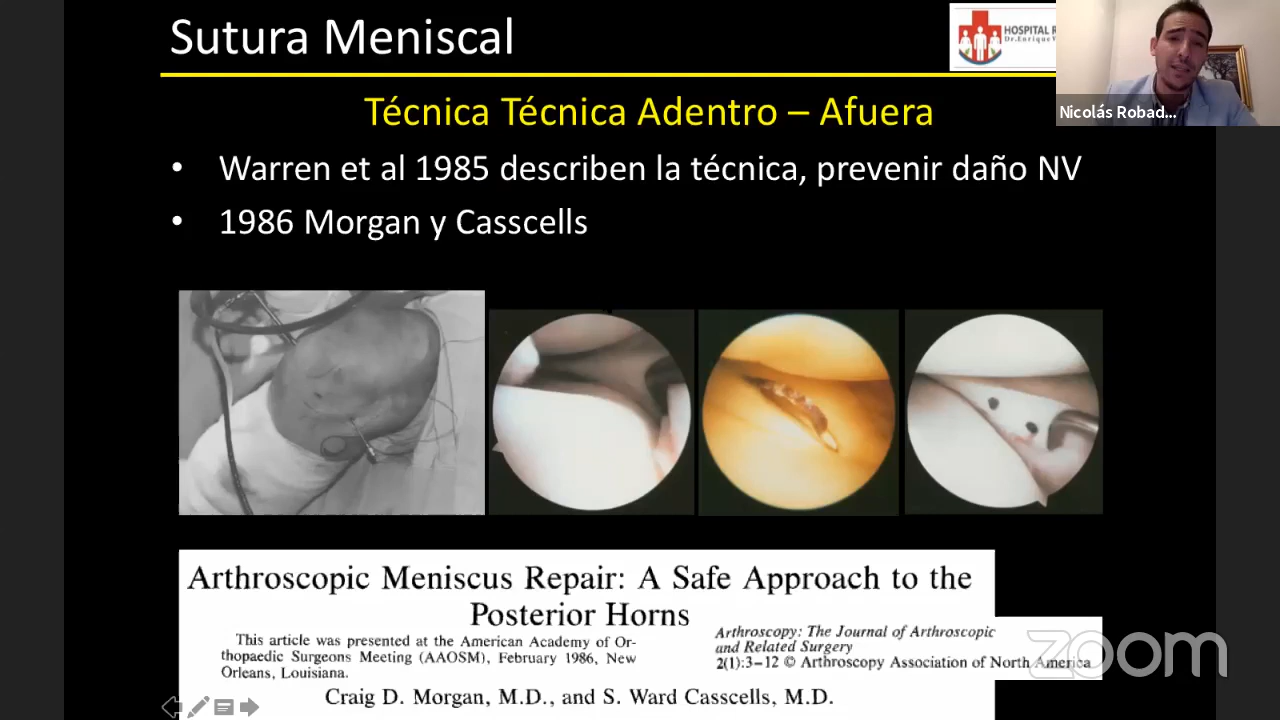 Sutura Meniscal
HOSPITAL
Nicolás Robad...
Técnica Técnica Adentro – Afuera
• Warren et al 1985 describen la técnica, prevenir daño NV
• 1986 Morgan y Casscells
Arthroscopic Meniscus Repair: A Safe Approach to the
Posterior Horns
This article was presented at the American Academy of Or-
thopaedic Surgeons Meeting (AAOSM), February 1986, New
Orleans, Louisiana.
Arthroscopy: The Journal of Arthroscopic
and Related Surgery
2(1):3–12 © Arthroscopy Association of North America
Craig D. Morgan, M.D., and S. Ward Casscells, M.D.
zoom